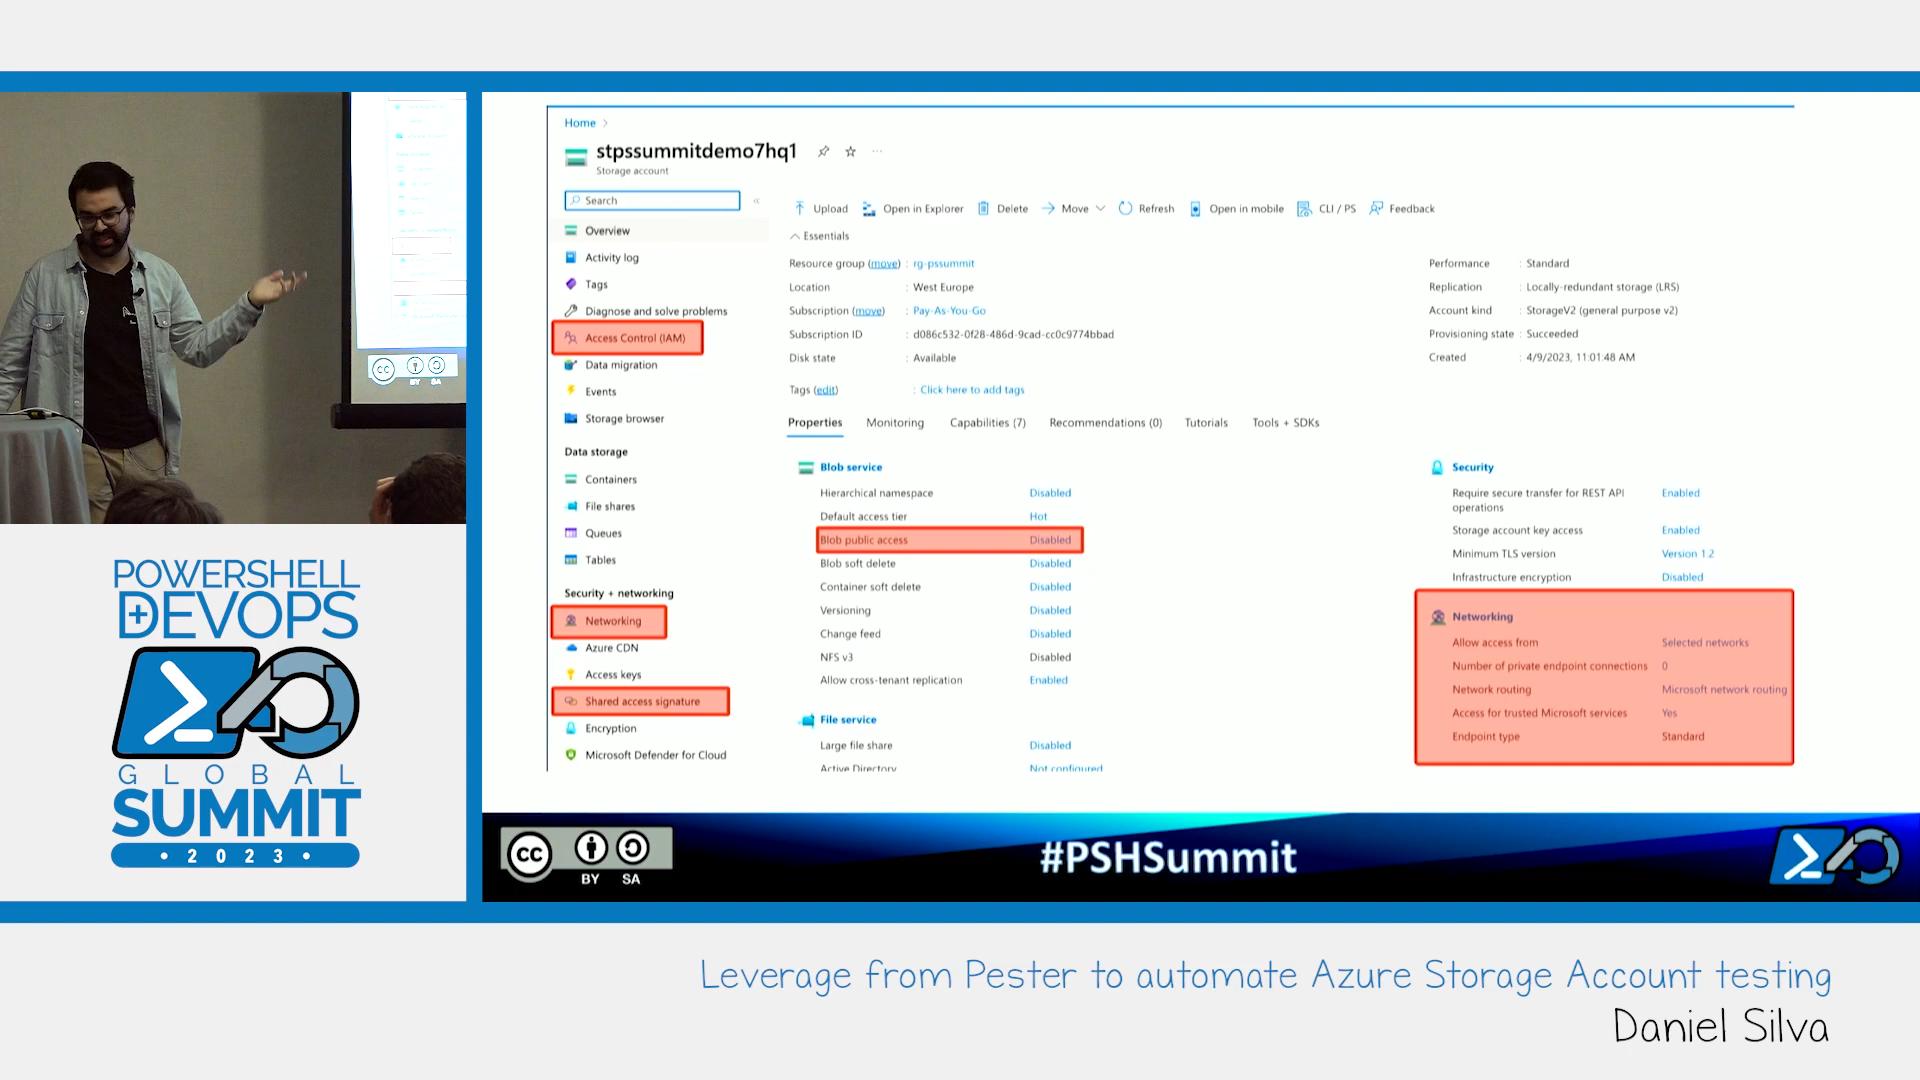 Home >
stpssummitdemo7hq1
Storage account
Search
Overview
Activity log
Tags
Diagnose and solve problems
Access Control (IAM)
Data migration
Events
Storage browser
Data storage
Containers
File shares
Queues
Tables
Security + networking
Networking
Azure CDN
Access keys
Shared access signature
Encryption
Microsoft Defender for Cloud
Upload Open in Explorer Delete Move Refresh Open in mobile CLI / PS Feedback
Essentials
Resource group (move) : rg-pssummit
Location : West Europe
Subscription (move) : Pay-As-You-Go
Subscription ID : d086c532-0f28-486d-9cad-cc0c9774bbad
Disk state : Available
Tags (edit) : Click here to add tags
Performance : Standard
Replication : Locally-redundant storage (LRS)
Account kind : StorageV2 (general purpose v2)
Provisioning state : Succeeded
Created : 4/9/2023, 11:01:48 AM
Properties Monitoring Capabilities (7) Recommendations (0) Tutorials Tools + SDKs
Blob service
Hierarchical namespace Disabled
Default access tier Hot
Blob public access Disabled
Blob soft delete Disabled
Container soft delete Disabled
Versioning Disabled
Change feed Disabled
NFS v3 Disabled
Allow cross-tenant replication Enabled
File service
Large file share Disabled
Active Directory Not configured
Security
Require secure transfer for REST API operations Enabled
Storage account key access Enabled
Minimum TLS version Version 1.2
Infrastructure encryption Disabled
Networking
Allow access from Selected networks
Number of private endpoint connections 0
Network routing Microsoft network routing
Access for trusted Microsoft services Yes
Endpoint type Standard
CC
BY SA
POWERSHELL
+DEVOPS
GLOBAL
SUMMIT
• 2023 •
CC
BY SA
#PSHSummit
Leverage from Pester to automate Azure Storage Account testing
Daniel Silva